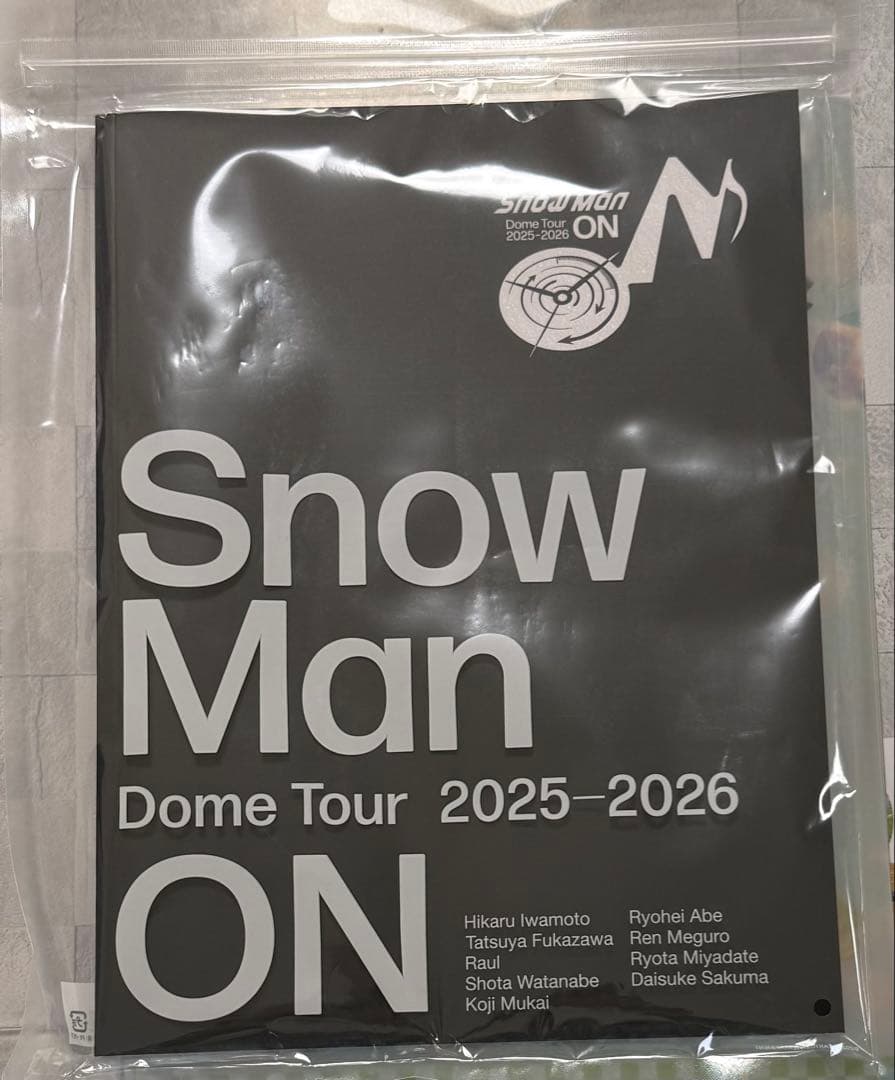 Snow Man
Dome Tour
2025-2026 ON
Snow
Man
Dome Tour 2025–2026
ON
Hikaru Iwamoto
Tatsuya Fukazawa
Raul
Shota Watanabe
Koji Mukai
Ryohei Abe
Ren Meguro
Ryota Miyadate
Daisuke Sakuma